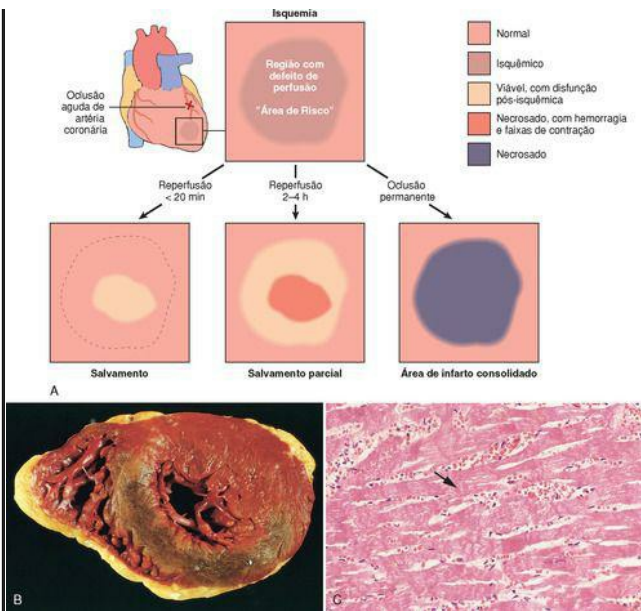 Isquemia
Oclusão
aguda de
artéria
coronária
Região com
defeito de
perfusão
"Área de Risco"
Normal
Isquêmico
Viável, com disfunção
pós-isquêmica
Necrosado, com hemorragia
e faixas de contração
Necrosado
Reperfusão
< 20 min
Reperfusão
2–4 h
Oclusão
permanente
Salvamento
Salvamento parcial
Área de infarto consolidado
A
B
C